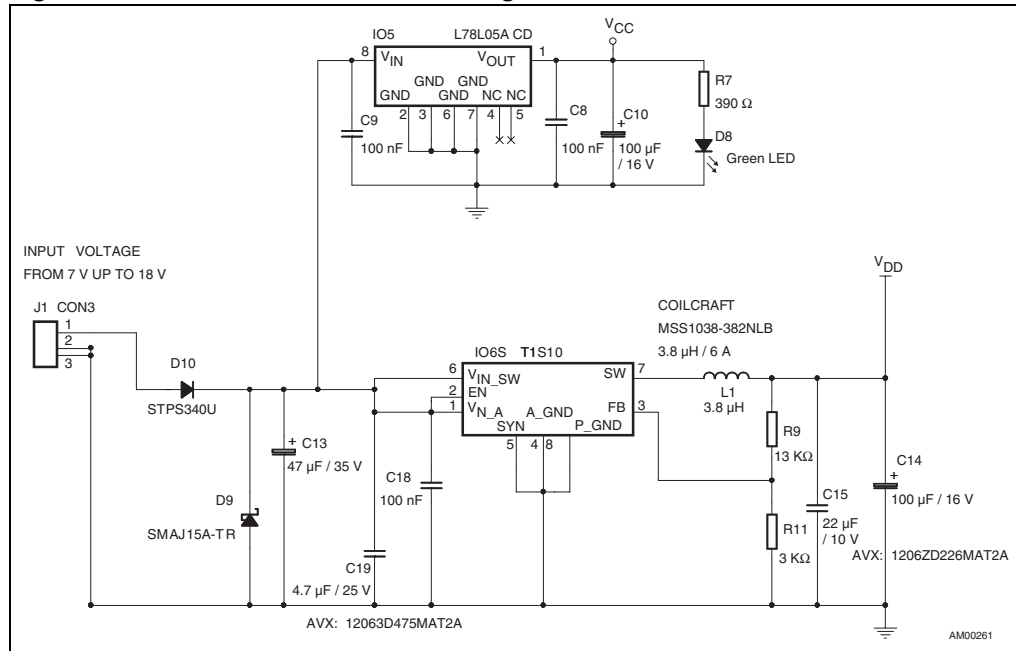 IO5 L78L05A CD
VCC
8 VIN VOUT 1
GND GND
GND GND NC NC
2 3 6 7 4 5
C9
100 nF
C8
100 nF
+ C10
100 µF
/ 16 V
R7
390 Ω
D8
Green LED
INPUT VOLTAGE
FROM 7 V UP TO 18 V
J1 CON3
1
2
3
D10
STPS340U
D9
SMAJ15A-TR
+ C13
47 µF / 35 V
C18
100 nF
C19
4.7 µF / 25 V
AVX: 12063D475MAT2A
IO6S T1S10
6 VIN_SW SW 7
2 EN
1 VN_A A_GND FB 3
SYN P_GND
5 4 8
COILCRAFT
MSS1038-382NLB
3.8 µH / 6 A
L1
3.8 µH
VDD
R9
13 KΩ
R11
3 KΩ
C15
22 µF
/ 10 V
+ C14
100 µF / 16 V
AVX: 1206ZD226MAT2A
AM00261